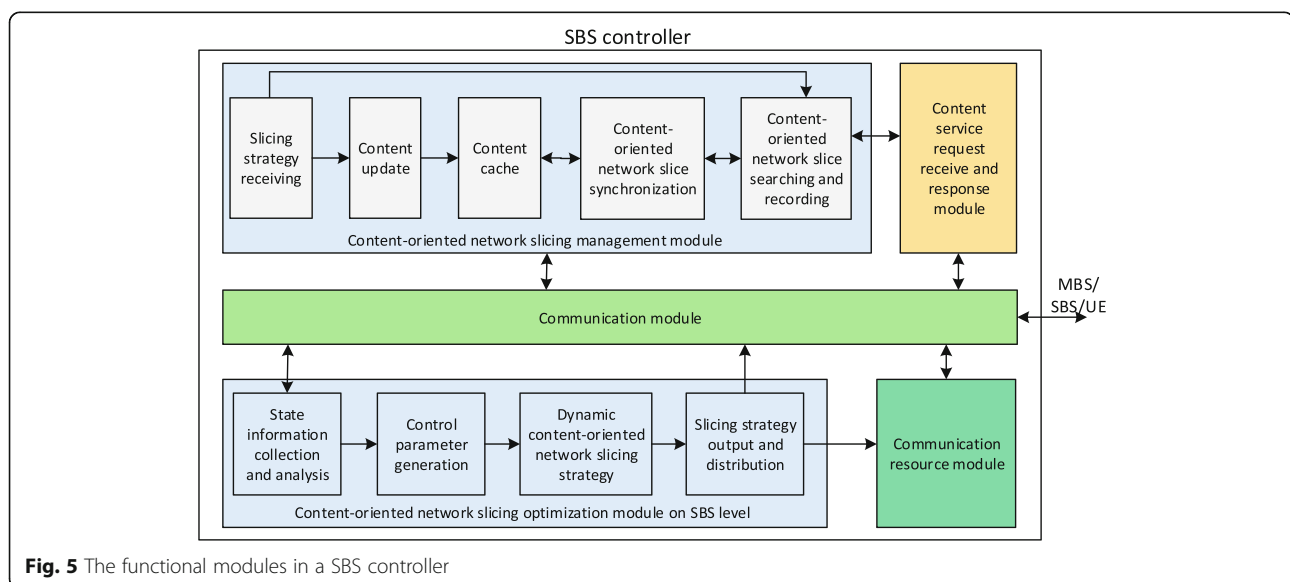 SBS controller
Slicing
strategy
receiving
Content
update
Content
cache
Content-
oriented
network slice
synchronization
Content-
oriented
network slice
searching and
recording
Content-oriented network slicing management module
Content
service
request
receive and
response
module
Communication module
MBS/
SBS/UE
State
information
collection
and analysis
Control
parameter
generation
Dynamic
content-oriented
network slicing
strategy
Slicing strategy
output and
distribution
Content-oriented network slicing optimization module on SBS level
Communication
resource module
Fig. 5 The functional modules in a SBS controller